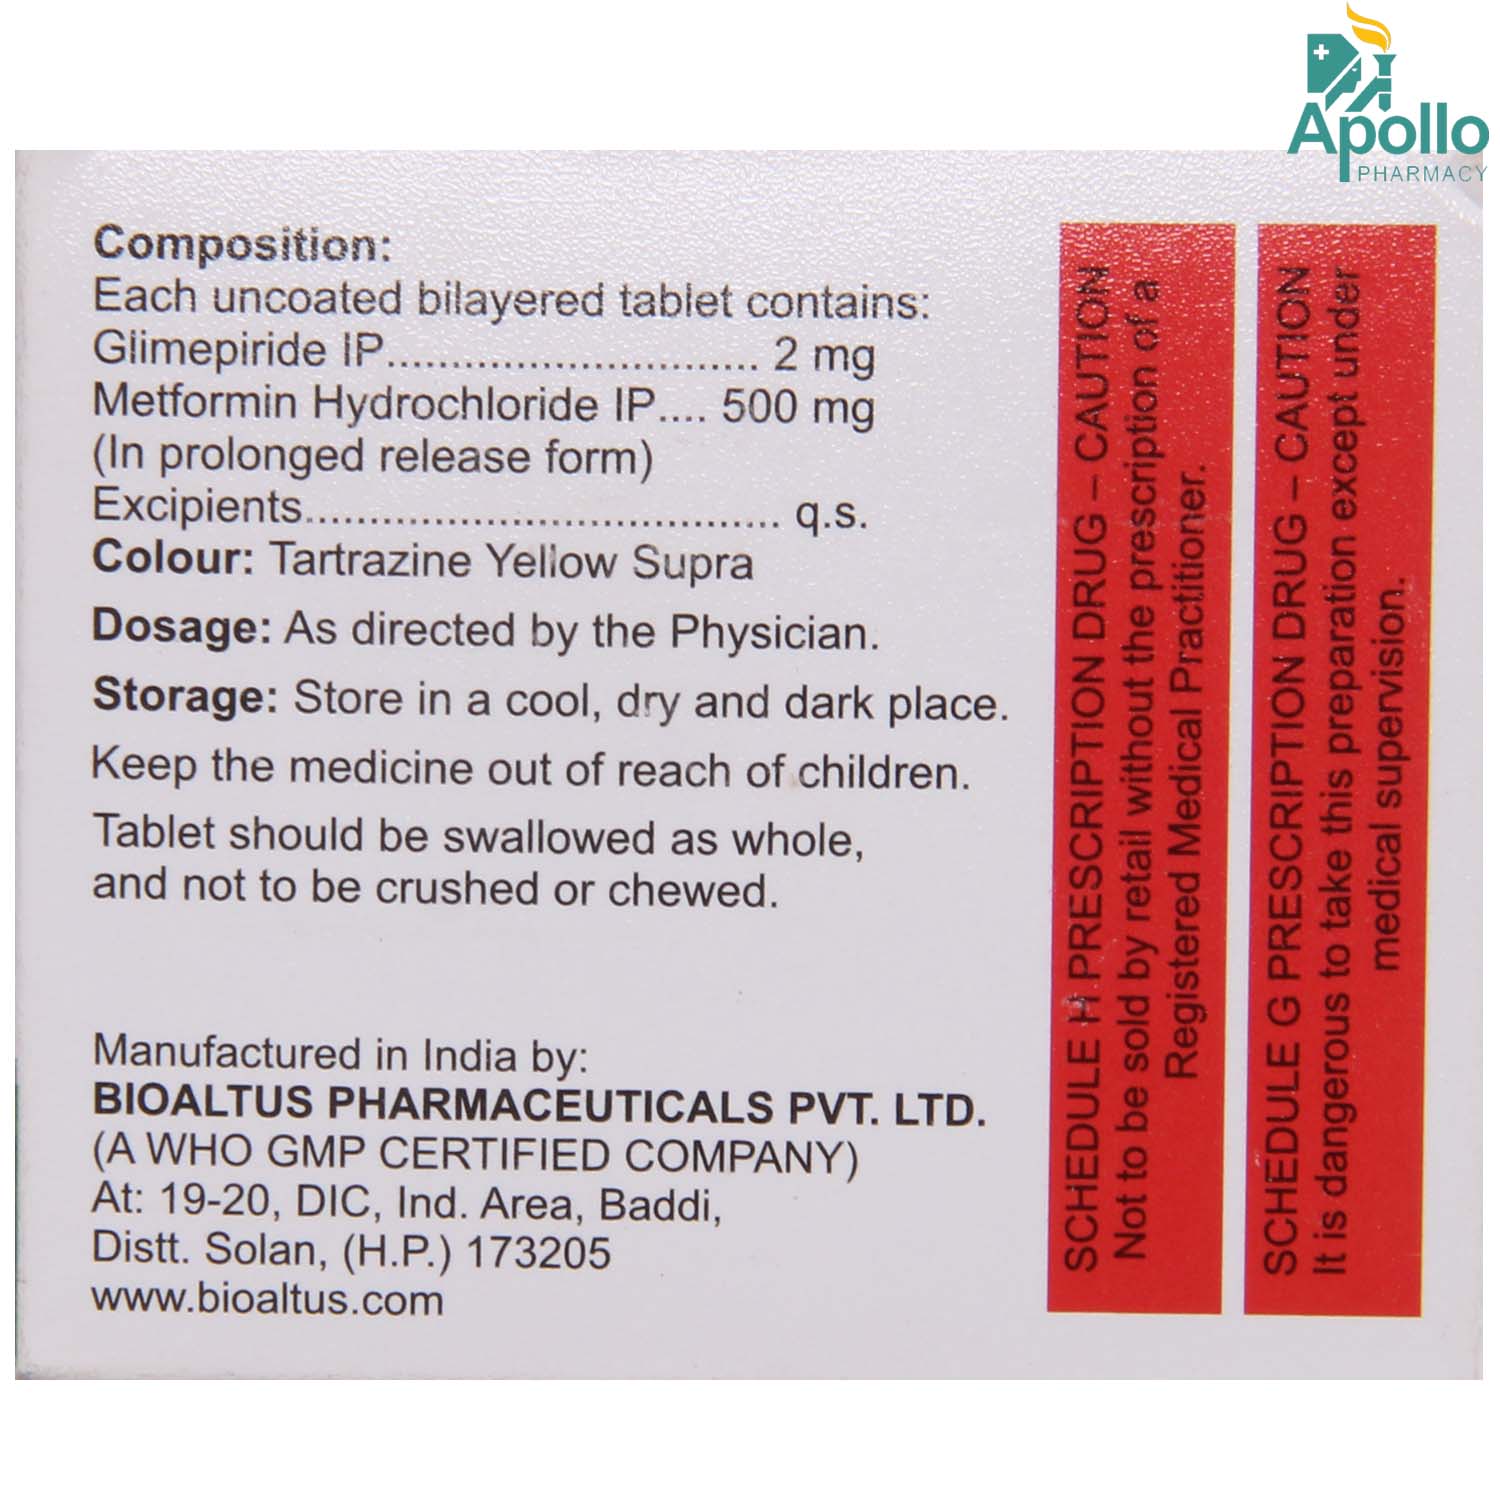 Apollo
PHARMACY
Composition:
Each uncoated bilayered tablet contains:
Glimepiride IP............................. 2 mg
Metformin Hydrochloride IP.... 500 mg
(In prolonged release form)
Excipients..................................... q.s.
Colour: Tartrazine Yellow Supra
Dosage: As directed by the Physician.
Storage: Store in a cool, dry and dark place.
Keep the medicine out of reach of children.
Tablet should be swallowed as whole,
and not to be crushed or chewed.
Manufactured in India by:
BIOALTUS PHARMACEUTICALS PVT. LTD.
(A WHO GMP CERTIFIED COMPANY)
At: 19-20, DIC, Ind. Area, Baddi,
Distt. Solan, (H.P.) 173205
www.bioaltus.com
SCHEDULE H PRESCRIPTION DRUG – CAUTION
Not to be sold by retail without the prescription of a
Registered Medical Practitioner.
SCHEDULE G PRESCRIPTION DRUG – CAUTION
It is dangerous to take this preparation except under
medical supervision.